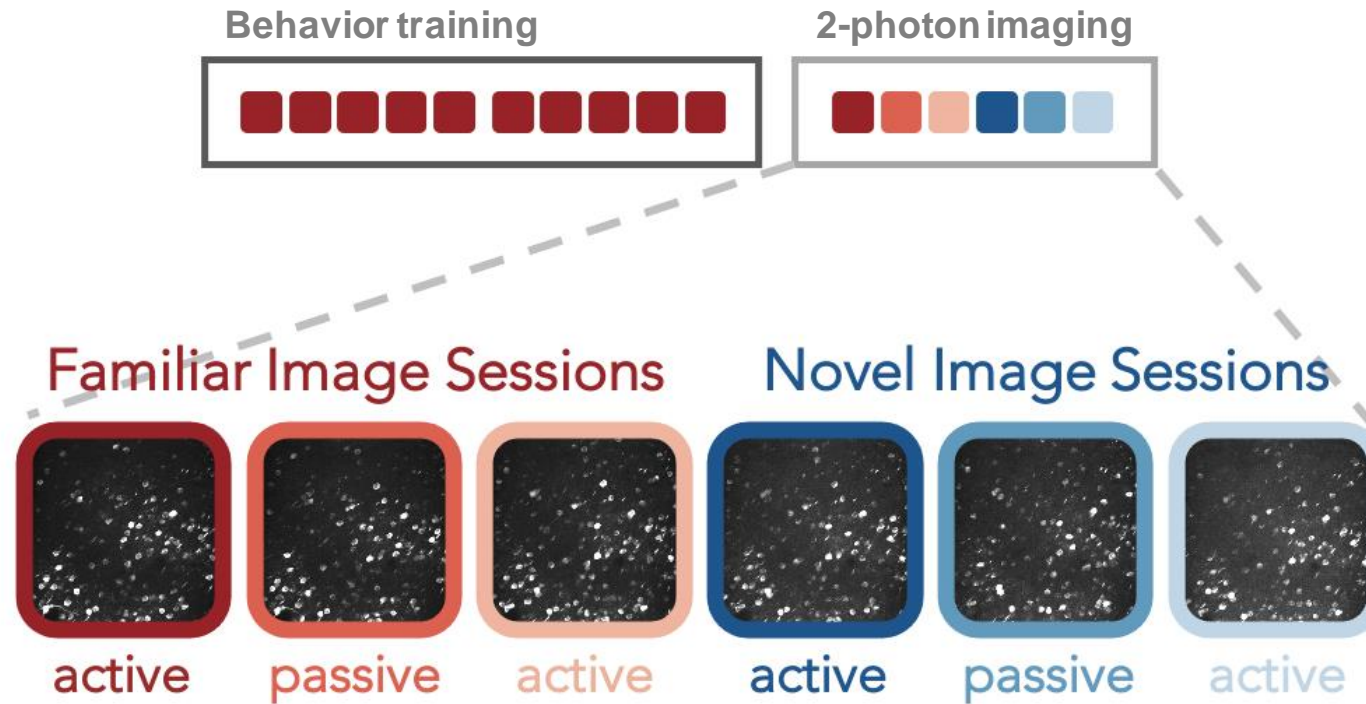 Behavior training 2-photon imaging
Familiar Image Sessions Novel Image Sessions
active passive active active passive active